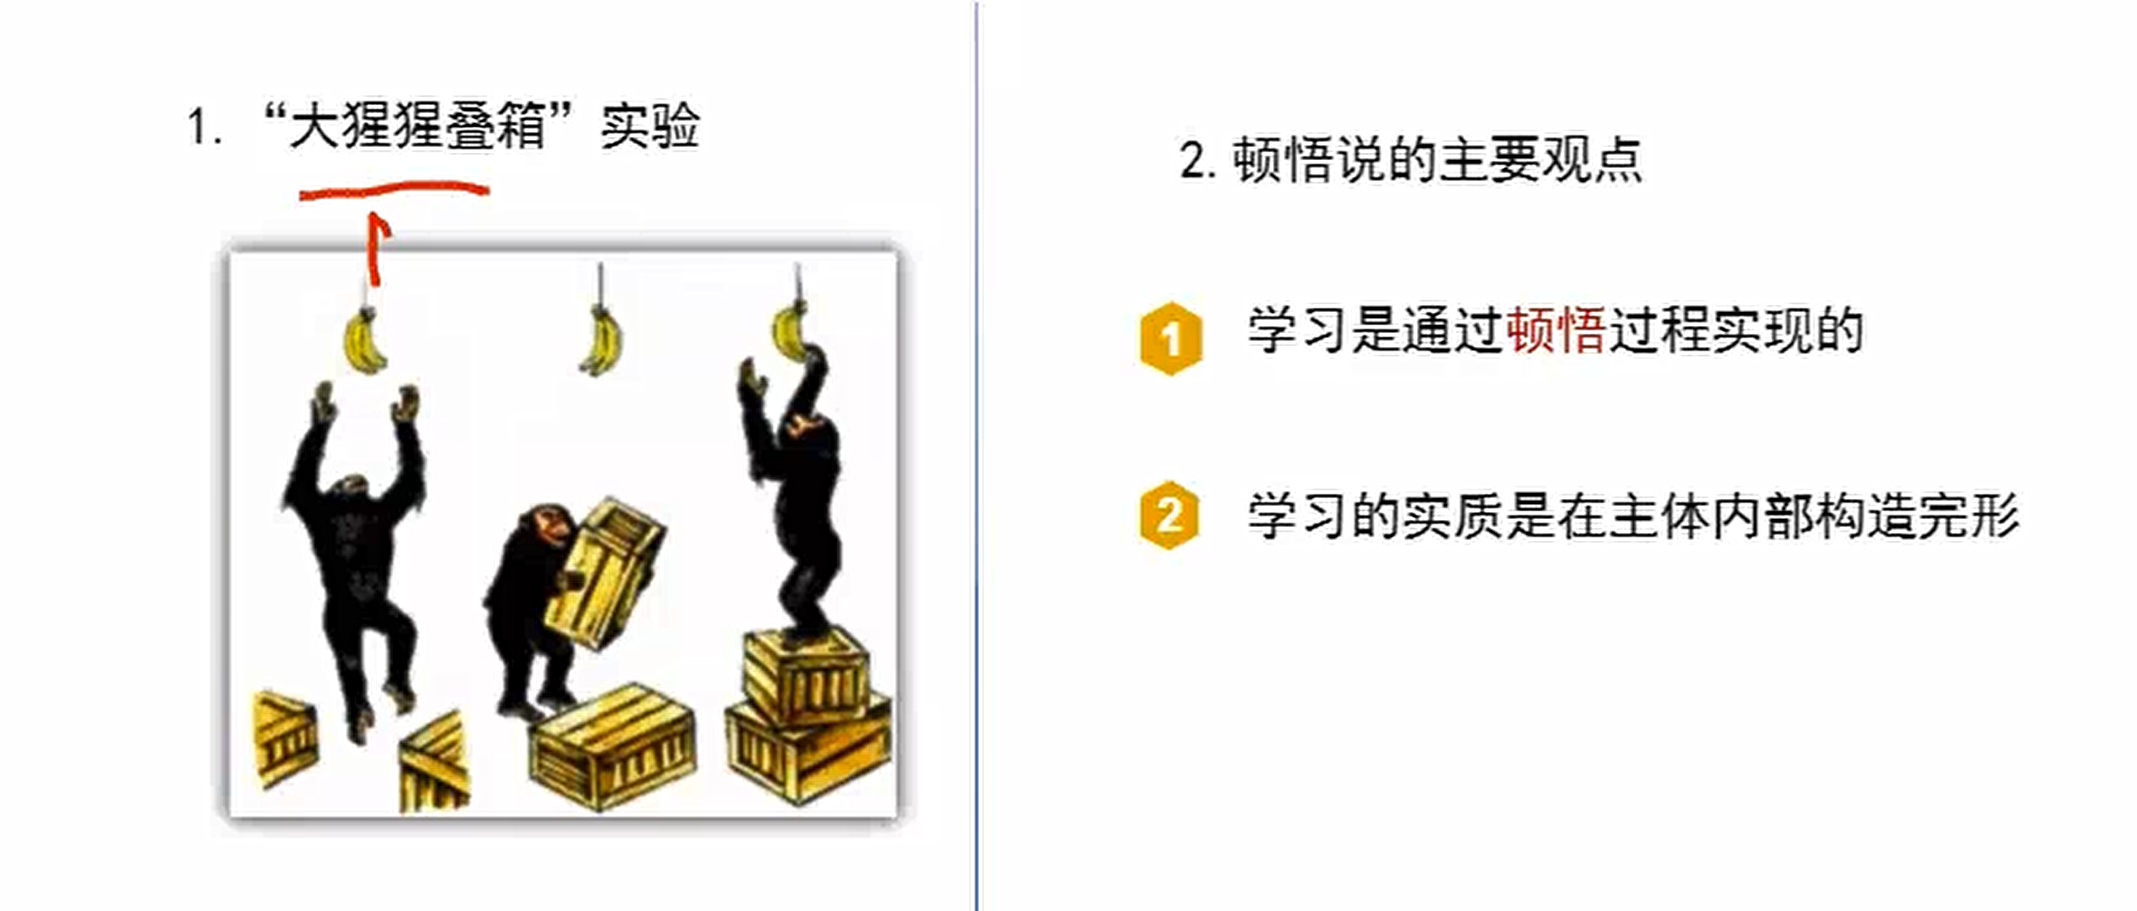 1. “大猩猩叠箱”实验
2. 顿悟说的主要观点
1 学习是通过顿悟过程实现的
2 学习的实质是在主体内部构造完形